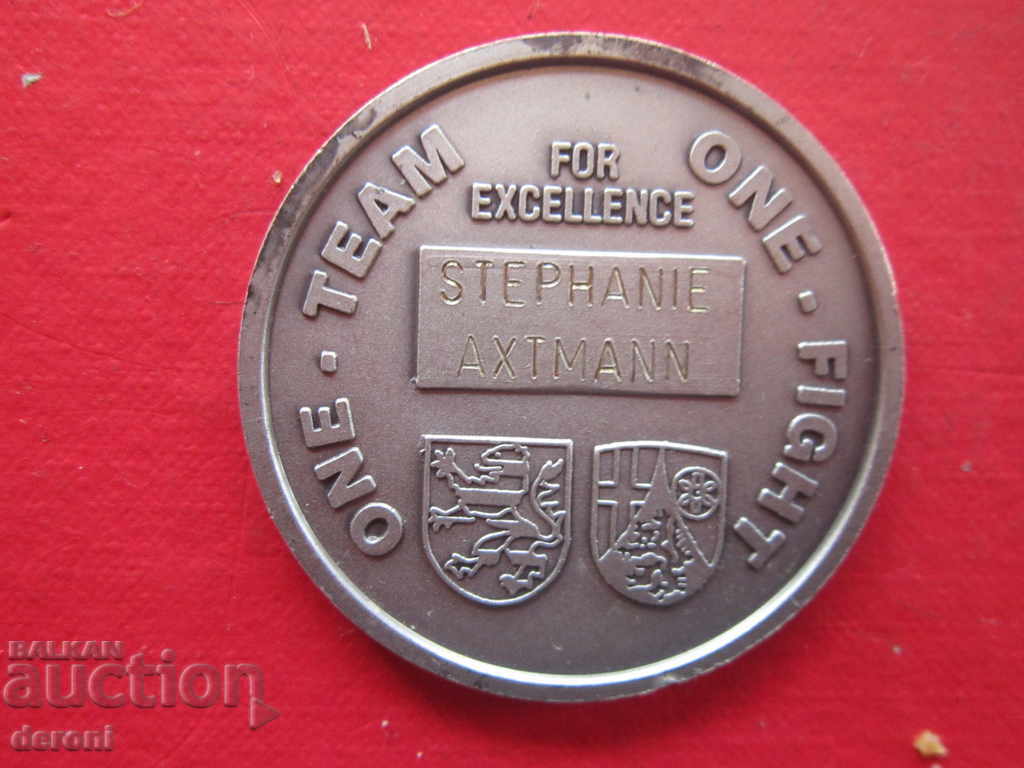 ONE · TEAM
ONE · FIGHT
FOR
EXCELLENCE
STEPHANIE
AXTMANN
BALKAN
auction
deroni